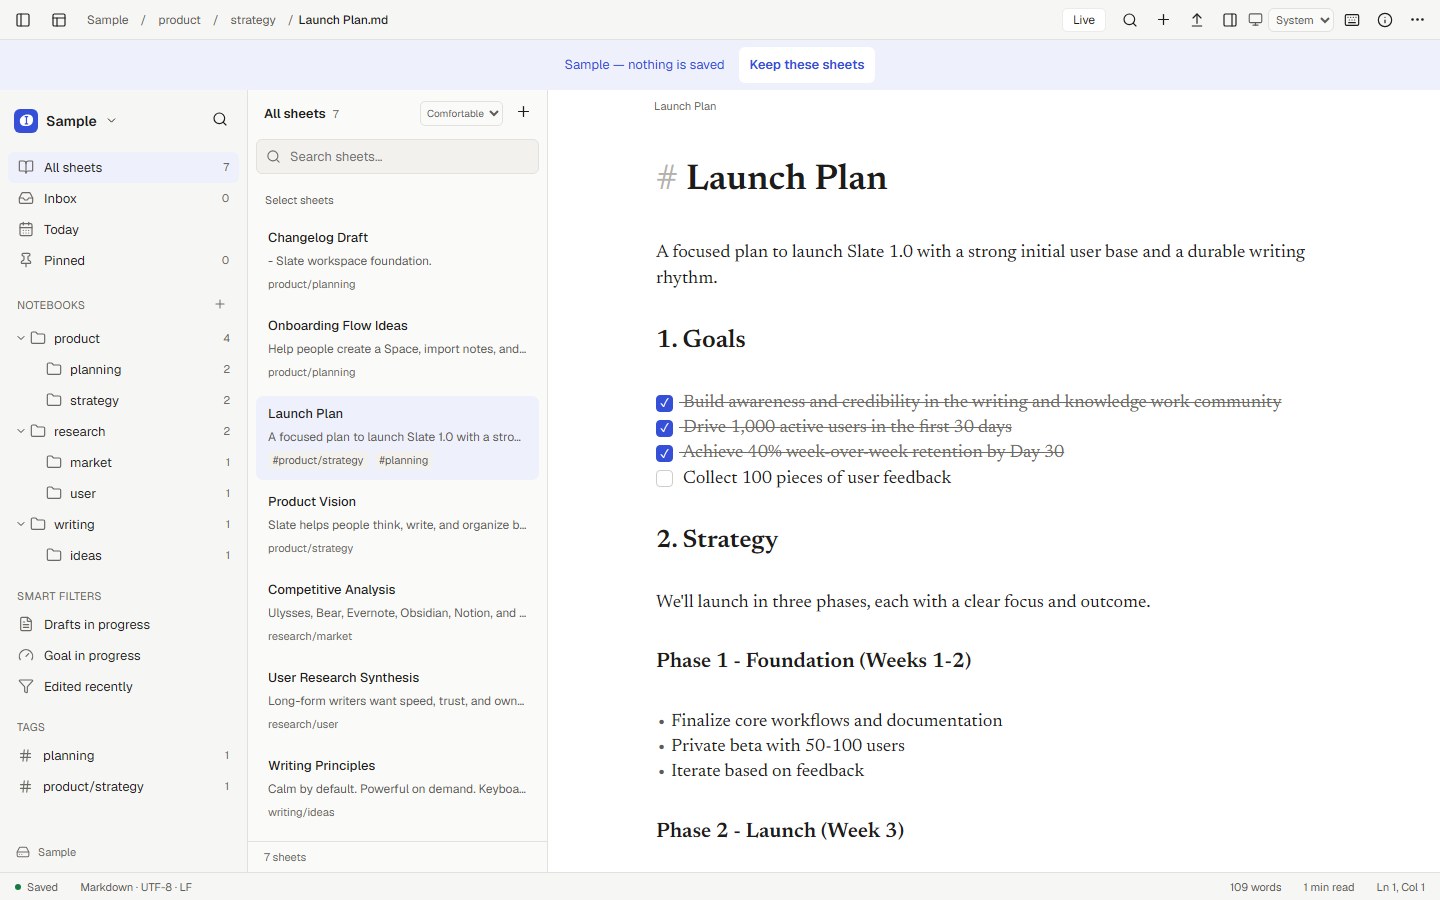 Sample / product / strategy / Launch Plan.md
Live
System
Sample — nothing is saved
Keep these sheets
Sample
All sheets 7
Inbox 0
Today
Pinned 0
NOTEBOOKS
product 4
planning 2
strategy 2
research 2
market 1
user 1
writing 1
ideas 1
SMART FILTERS
Drafts in progress
Goal in progress
Edited recently
TAGS
# planning 1
# product/strategy 1
Sample
All sheets 7
Comfortable
Search sheets...
Select sheets
Changelog Draft
- Slate workspace foundation.
product/planning
Onboarding Flow Ideas
Help people create a Space, import notes, and...
product/planning
Launch Plan
A focused plan to launch Slate 1.0 with a stro...
#product/strategy #planning
Product Vision
Slate helps people think, write, and organize b...
product/strategy
Competitive Analysis
Ulysses, Bear, Evernote, Obsidian, Notion, and ...
research/market
User Research Synthesis
Long-form writers want speed, trust, and own...
research/user
Writing Principles
Calm by default. Powerful on demand. Keyboa...
writing/ideas
7 sheets
Launch Plan
# Launch Plan
A focused plan to launch Slate 1.0 with a strong initial user base and a durable writing
rhythm.
1. Goals
Build awareness and credibility in the writing and knowledge work community
Drive 1,000 active users in the first 30 days
Achieve 40% week-over-week retention by Day 30
Collect 100 pieces of user feedback
2. Strategy
We'll launch in three phases, each with a clear focus and outcome.
Phase 1 - Foundation (Weeks 1-2)
• Finalize core workflows and documentation
• Private beta with 50-100 users
• Iterate based on feedback
Phase 2 - Launch (Week 3)
Saved
Markdown · UTF-8 · LF
109 words
1 min read
Ln 1, Col 1